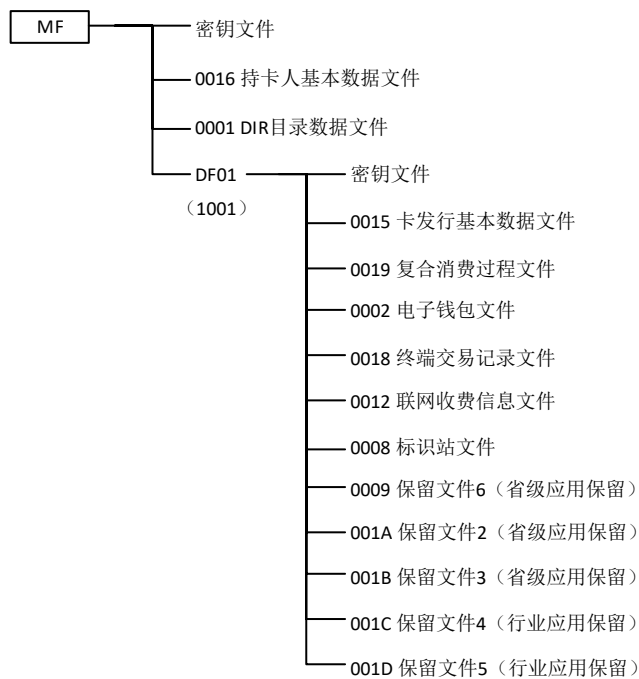 MF
密钥文件
0016 持卡人基本数据文件
0001 DIR目录数据文件
DF01
（1001）
密钥文件
0015 卡发行基本数据文件
0019 复合消费过程文件
0002 电子钱包文件
0018 终端交易记录文件
0012 联网收费信息文件
0008 标识站文件
0009 保留文件6（省级应用保留）
001A 保留文件2（省级应用保留）
001B 保留文件3（省级应用保留）
001C 保留文件4（行业应用保留）
001D 保留文件5（行业应用保留）